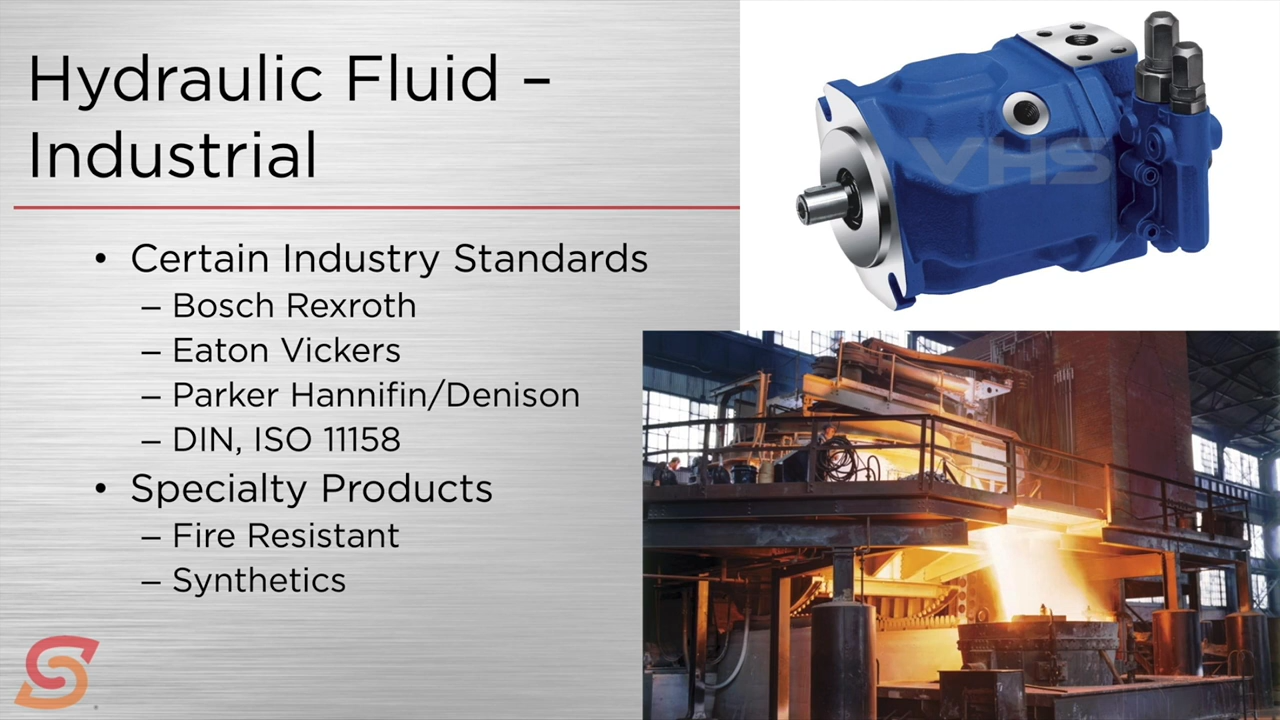 Hydraulic Fluid –
Industrial
• Certain Industry Standards
– Bosch Rexroth
– Eaton Vickers
– Parker Hannifin/Denison
– DIN, ISO 11158
• Specialty Products
– Fire Resistant
– Synthetics
VHS